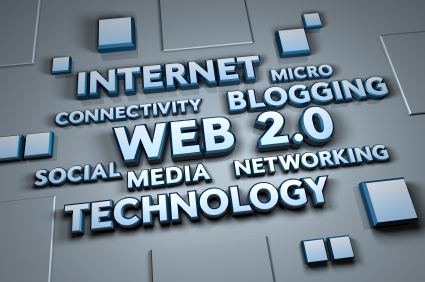 INTERNET MICRO
CONNECTIVITY BLOGGING
WEB 2.0
SOCIAL MEDIA NETWORKING
TECHNOLOGY